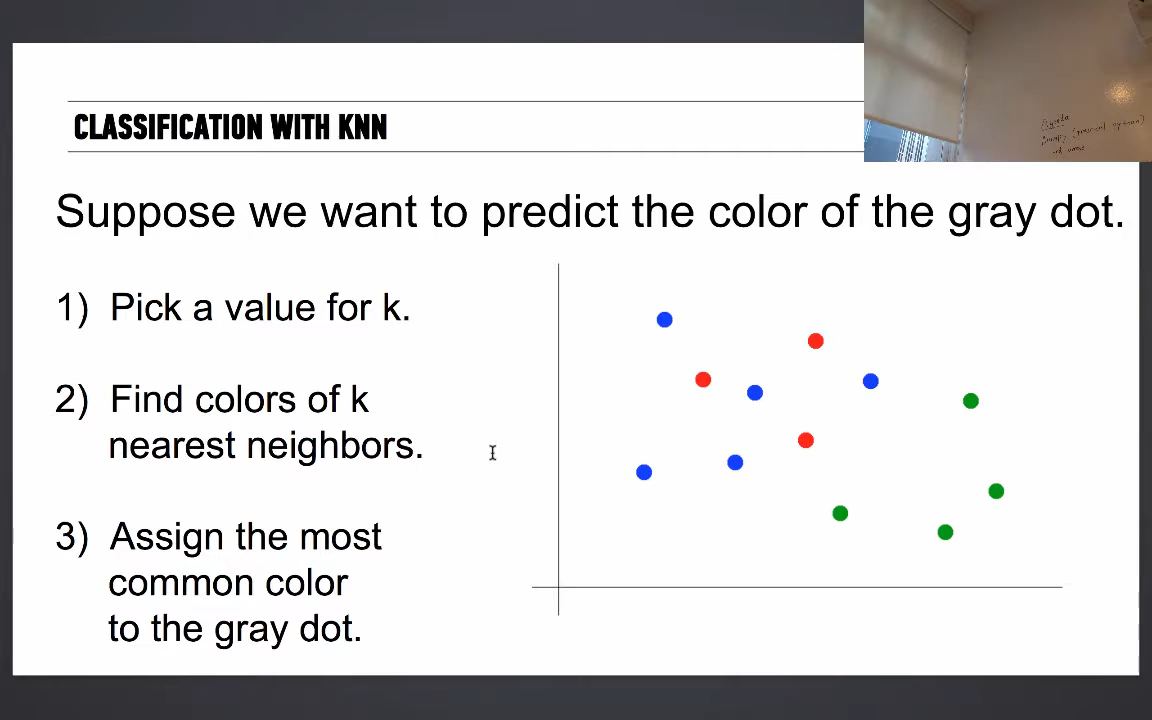 CLASSIFICATION WITH KNN
Suppose we want to predict the color of the gray dot.
1) Pick a value for k.
2) Find colors of k
nearest neighbors.
3) Assign the most
common color
to the gray dot.